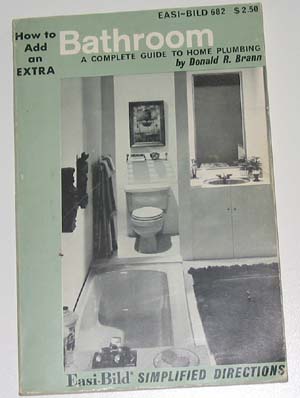 EASI-BILD 682 $2.50
How to
Add
an
EXTRA
Bathroom
A COMPLETE GUIDE TO HOME PLUMBING
by Donald R. Brann
Easi-Bild® SIMPLIFIED DIRECTIONS